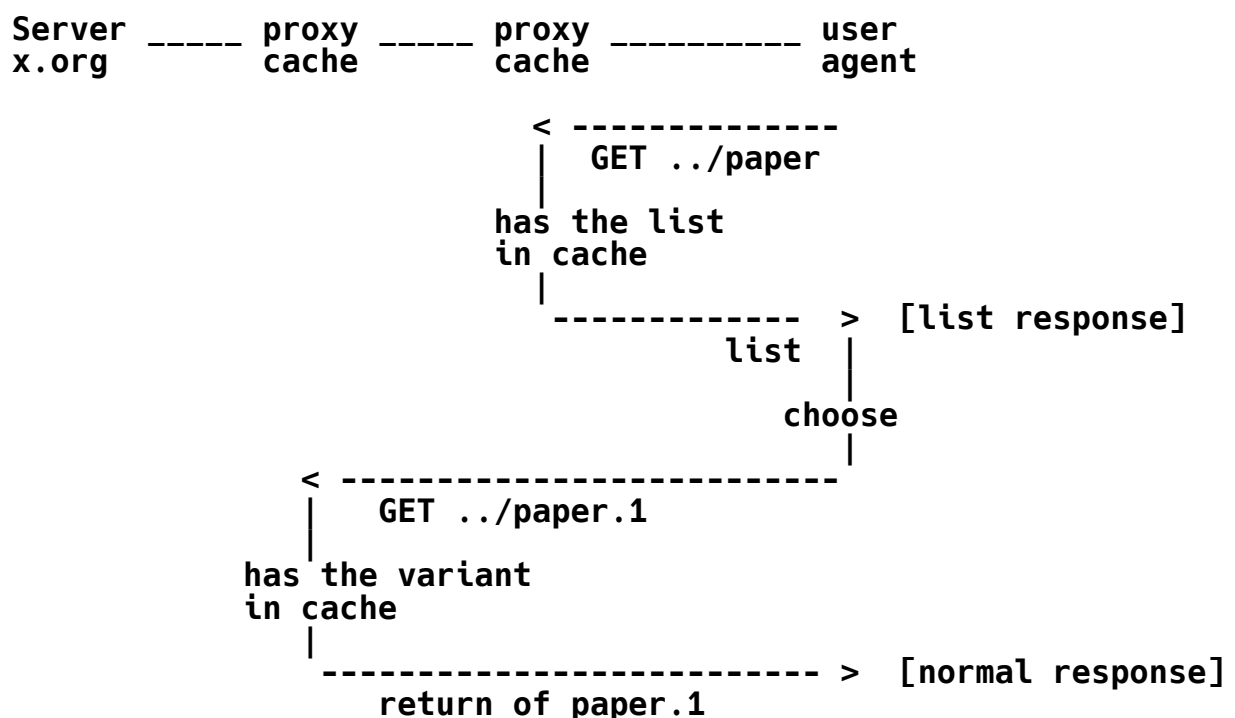 Server _____ proxy _____ proxy __________ user
x.org        cache       cache            agent
< --------------
|  GET ../paper
|
has the list
in cache
|
-------------  >  [list response]
list  |
|
choose
|
< --------------------------
|   GET ../paper.1
|
has the variant
in cache
|
-------------------------- >  [normal response]
return of paper.1